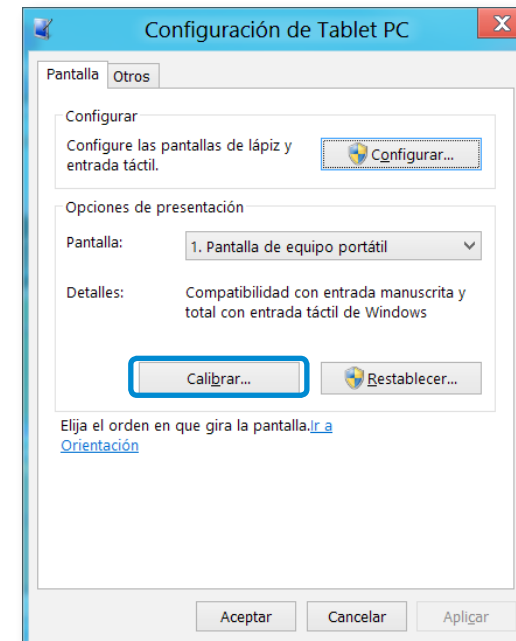 Configuración de Tablet PC
Pantalla Otros
Configurar
Configure las pantallas de lápiz y
entrada táctil.
Configurar...
Opciones de presentación
Pantalla: 1. Pantalla de equipo portátil
Detalles: Compatibilidad con entrada manuscrita y
total con entrada táctil de Windows
Calibrar... Restablecer...
Elija el orden en que gira la pantalla.Ir a
Orientación
Aceptar Cancelar Aplicar